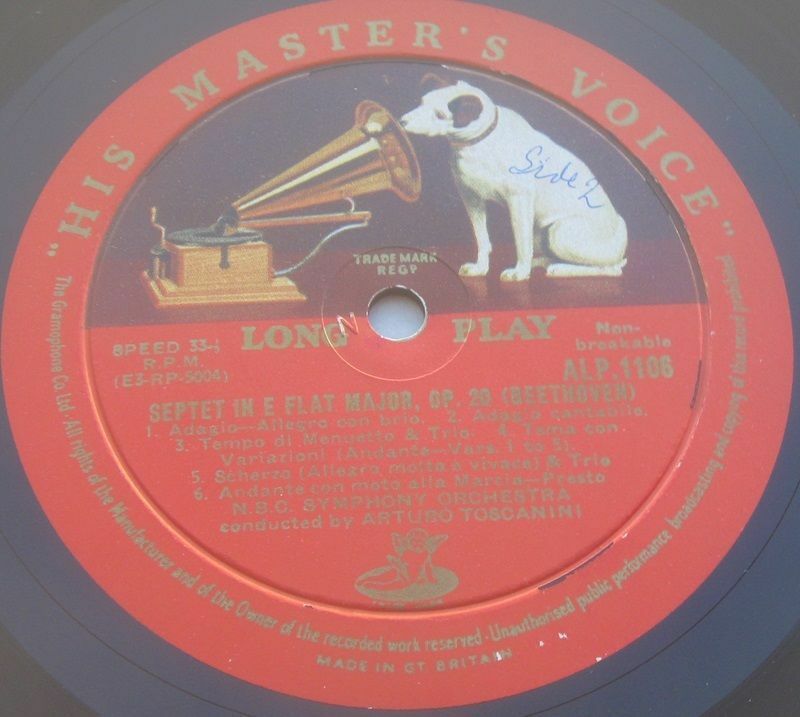 "HIS MASTER'S VOICE"
Side 2
TRADE MARK
REGD
SPEED 33⅓
R.P.M.
(E3-RP-5004)
LONG PLAY
N
Non-
breakable
ALP.1106
SEPTET IN E FLAT MAJOR, OP. 20 (BEETHOVEN)
1. Adagio—Allegro con brio. 2. Adagio cantabile.
3. Tempo di Menuetto & Trio. 4. Tema con
Variazioni (Andante—Vars. 1 to 5).
5. Scherzo (Allegro molto e vivace) & Trio
6. Andante con moto alla Marcia—Presto
N.B.C. SYMPHONY ORCHESTRA
conducted by ARTURO TOSCANINI
The Gramophone Co Ltd · All rights of the Manufacturer and of the Owner of the recorded work reserved · Unauthorised public performance broadcasting and copying of the record prohibited
MADE IN GT. BRITAIN